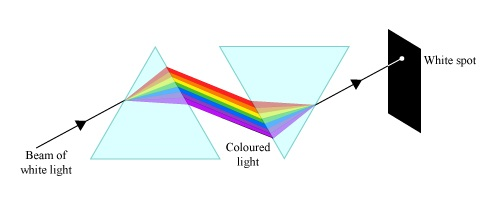 White spot
Beam of
white light
Coloured
light